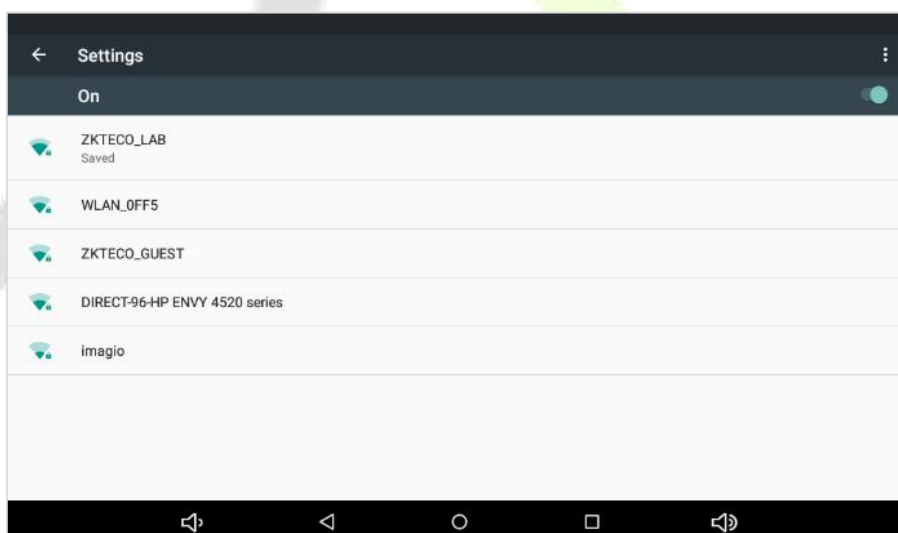 Settings
On
ZKTECO_LAB
Saved
WLAN_0FF5
ZKTECO_GUEST
DIRECT-96-HP ENVY 4520 series
imagio